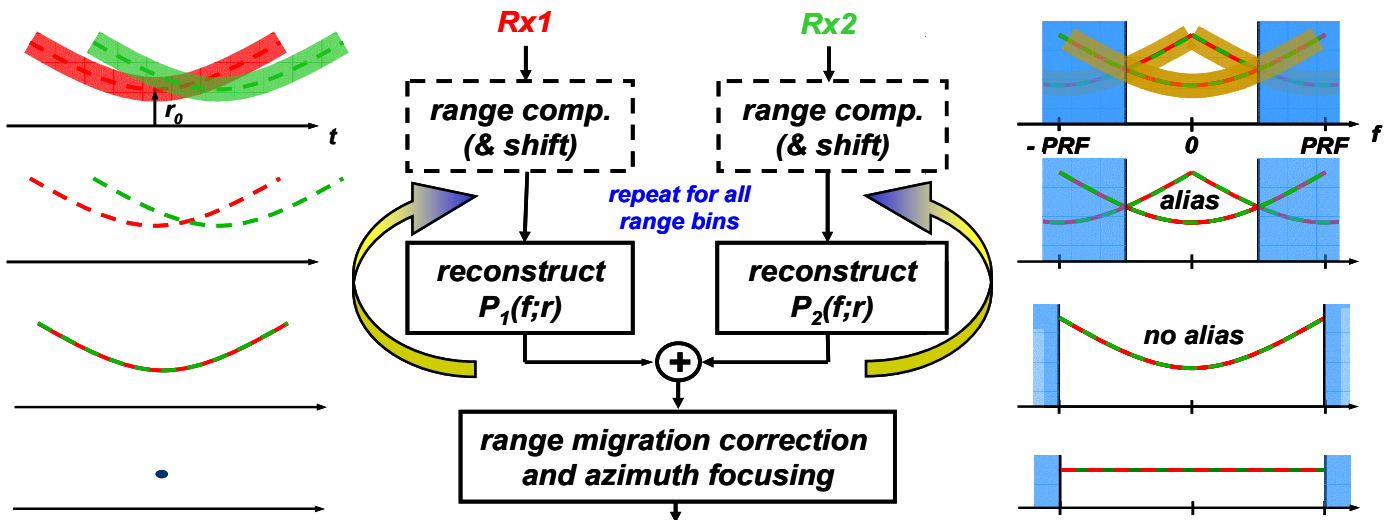 Rx1
Rx2
range comp.
(& shift)
range comp.
(& shift)
r0
t
- PRF
0
PRF
f
repeat for all
range bins
alias
reconstruct
P1(f;r)
reconstruct
P2(f;r)
no alias
+
range migration correction
and azimuth focusing